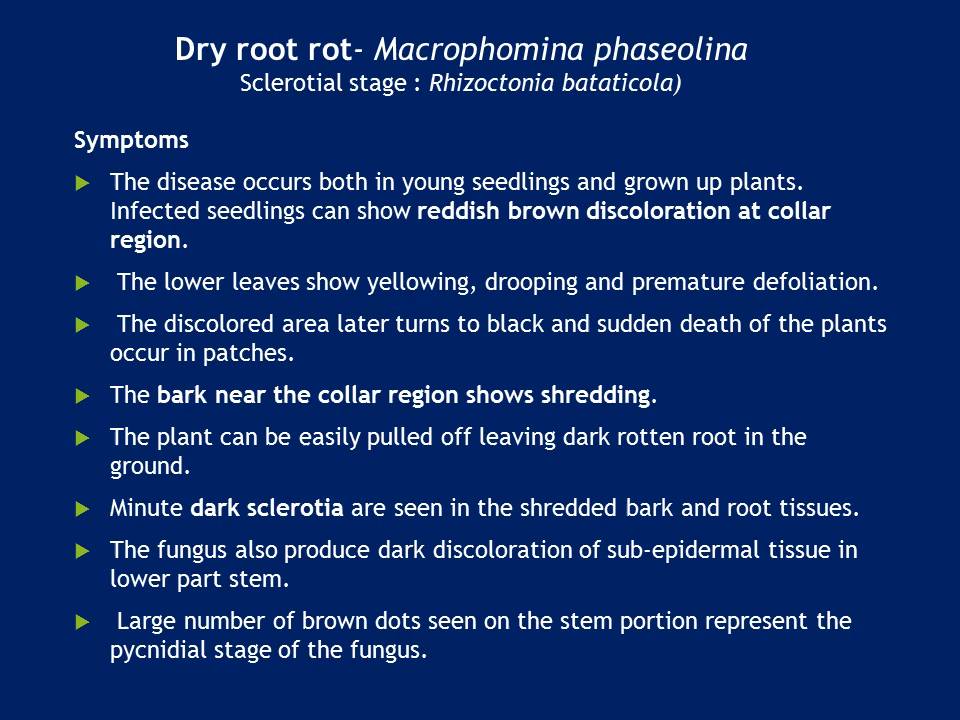 Dry root rot- Macrophomina phaseolina
Sclerotial stage : Rhizoctonia bataticola)
Symptoms
The disease occurs both in young seedlings and grown up plants.
Infected seedlings can show reddish brown discoloration at collar
region.
The lower leaves show yellowing, drooping and premature defoliation.
The discolored area later turns to black and sudden death of the plants
occur in patches.
The bark near the collar region shows shredding.
The plant can be easily pulled off leaving dark rotten root in the
ground.
Minute dark sclerotia are seen in the shredded bark and root tissues.
The fungus also produce dark discoloration of sub-epidermal tissue in
lower part stem.
Large number of brown dots seen on the stem portion represent the
pycnidial stage of the fungus.